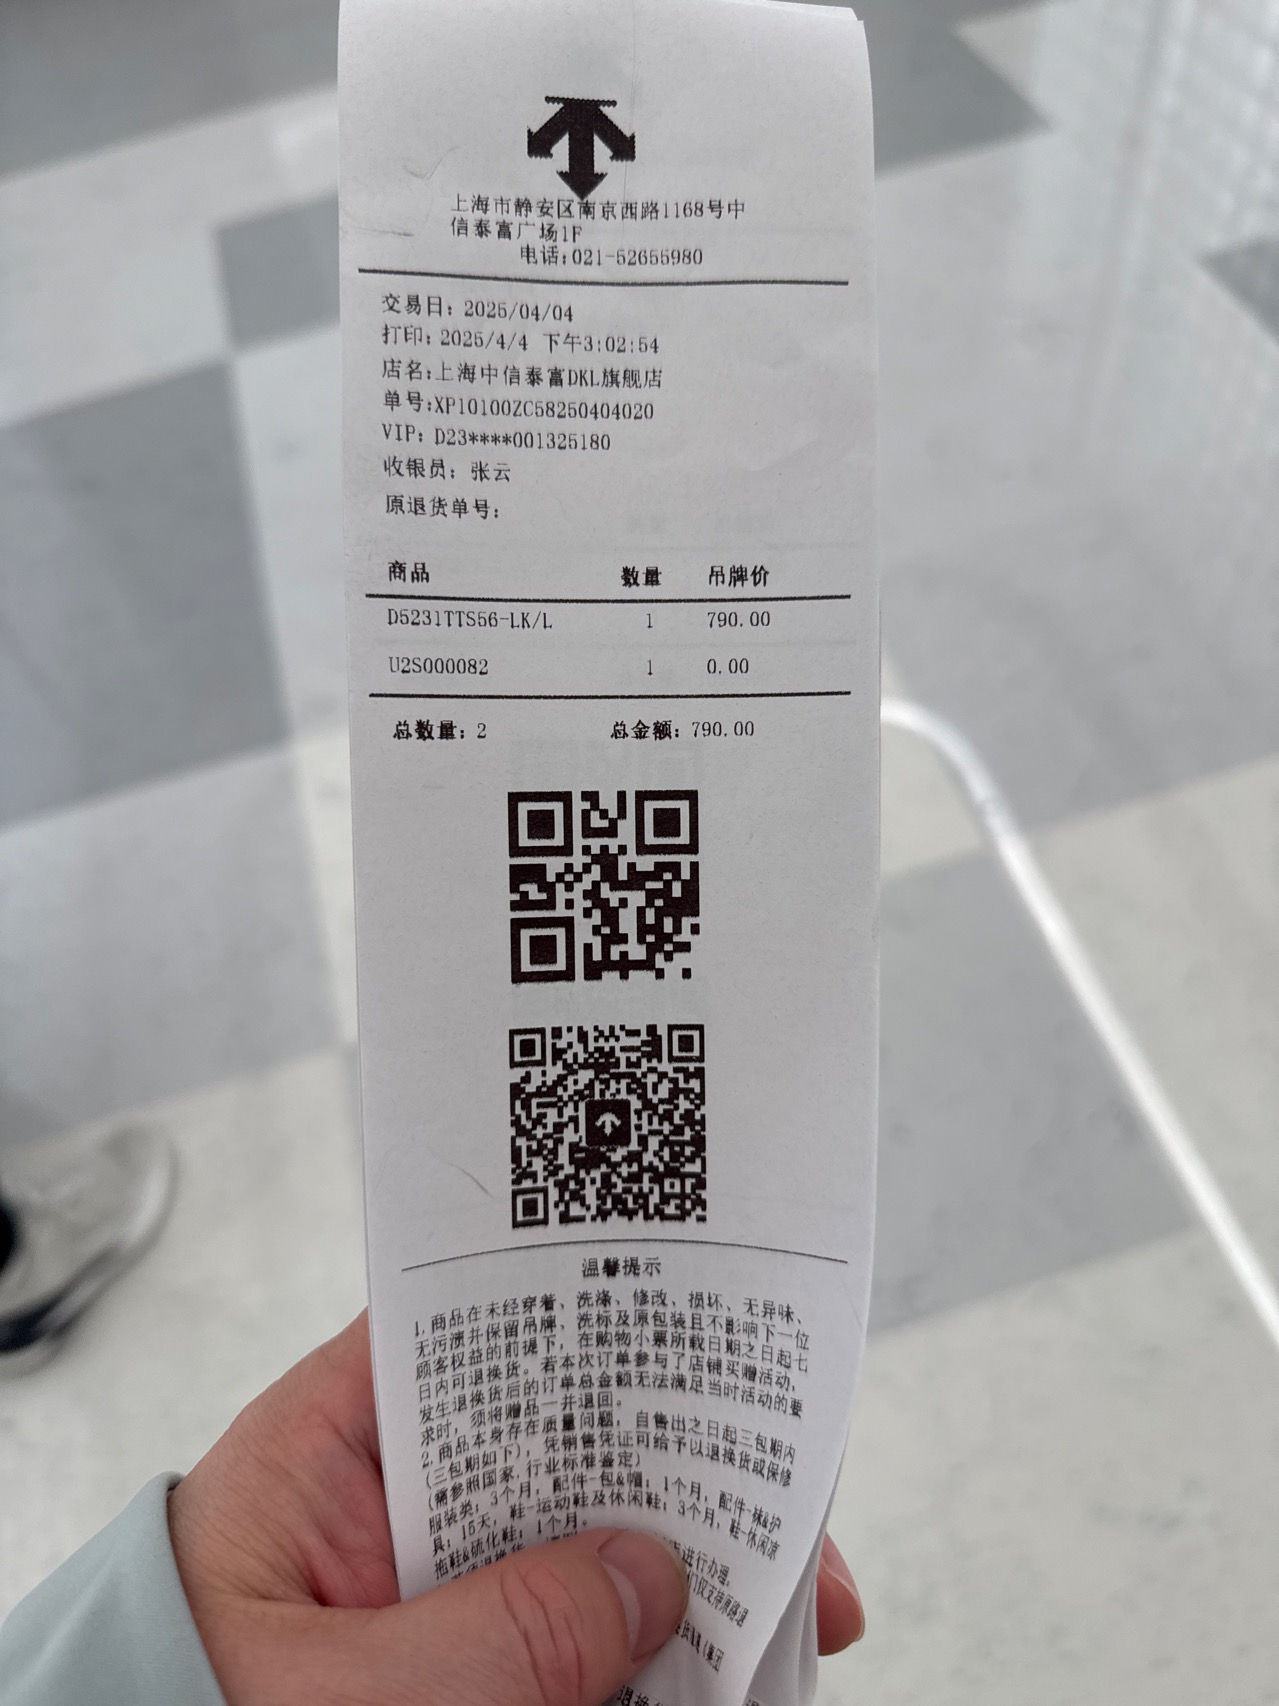 上海市静安区南京西路1168号中
信泰富广场1F
电话:021-52655980
交易日: 2025/04/04
打印: 2025/4/4 下午3:02:54
店名:上海中信泰富DKL旗舰店
单号:XP10100ZC58250404020
VIP: D23****001325180
收银员: 张云
原退货单号:
商品 数量 吊牌价
D5231TTS56-LK/L 1 790.00
U2S000082 1 0.00
总数量: 2 总金额: 790.00
温馨提示
1.商品在未经穿着、洗涤、修改、损坏、无异味、
无污渍并保留吊牌、洗标及原包装且不影响下一位
顾客权益的前提下, 在购物小票所载日期之日起七
日内可退换货。若本次订单参与了店铺买赠活动,
发生退换货后的订单总金额无法满足当时活动的要
求时, 须将赠品一并退回。
2.商品本身存在质量问题, 自售出之日起三包期内
(三包期如下), 凭销售凭证可给予以退换货或保修
(需参照国家、行业标准鉴定)
服装类: 3个月, 配件-包&帽: 1个月, 配件-袜&护
具: 15天, 鞋-运动鞋及休闲鞋: 3个月, 鞋-休闲凉
拖鞋&硫化鞋: 1个月。
进行办理。
门仅支持原路退
(集团
退换